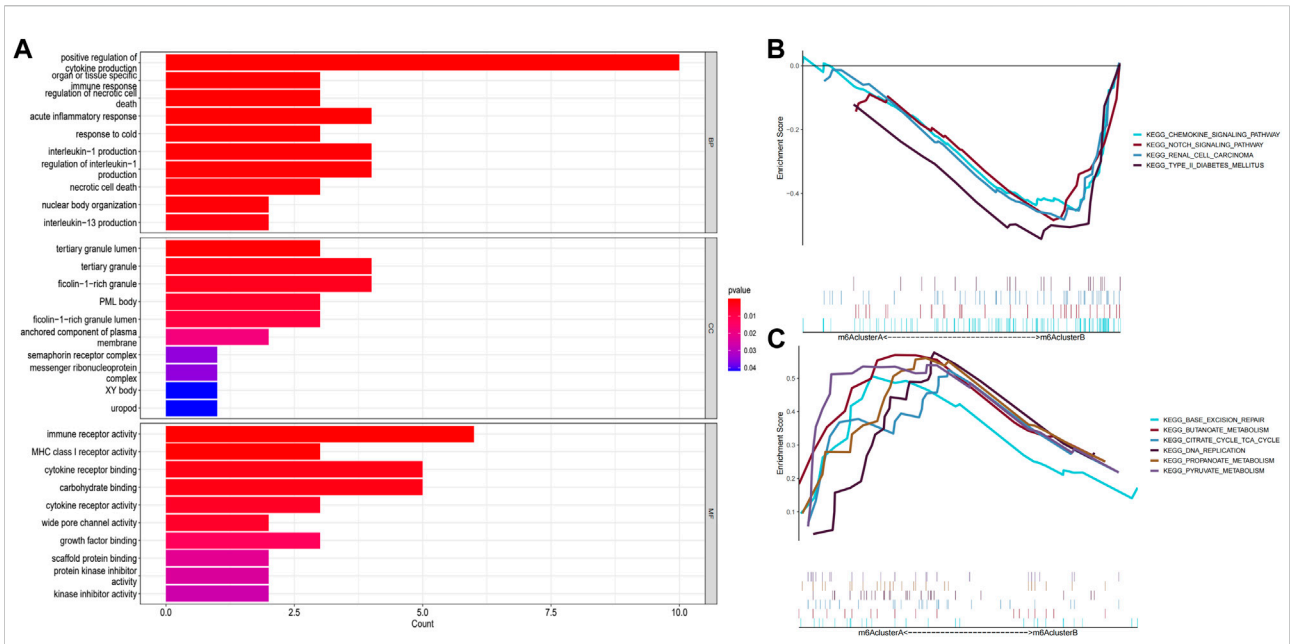 A
positive regulation of
cytokine production
organ or tissue specific
immune response
regulation of necrotic cell
death
acute inflammatory response
response to cold
interleukin-1 production
regulation of interleukin-1
production
necrotic cell death
nuclear body organization
interleukin-13 production
BP
tertiary granule lumen
tertiary granule
ficolin-1-rich granule
PML body
ficolin-1-rich granule lumen
anchored component of plasma
membrane
semaphorin receptor complex
messenger ribonucleoprotein
complex
XY body
uropod
CC
immune receptor activity
MHC class I receptor activity
cytokine receptor binding
carbohydrate binding
cytokine receptor activity
wide pore channel activity
growth factor binding
scaffold protein binding
protein kinase inhibitor
activity
kinase inhibitor activity
MF
0.0 2.5 5.0 7.5 10.0
Count
pvalue
0.01
0.02
0.03
0.04
B
Enrichment Score
0.0
-0.2
-0.4
KEGG_CHEMOKINE_SIGNALING_PATHWAY
KEGG_NOTCH_SIGNALING_PATHWAY
KEGG_RENAL_CELL_CARCINOMA
KEGG_TYPE_II_DIABETES_MELLITUS
m6AclusterA<-------------------------->m6AclusterB
C
Enrichment Score
0.5
0.4
0.3
0.2
0.1
KEGG_BASE_EXCISION_REPAIR
KEGG_BUTANOATE_METABOLISM
KEGG_CITRATE_CYCLE_TCA_CYCLE
KEGG_DNA_REPLICATION
KEGG_PROPANOATE_METABOLISM
KEGG_PYRUVATE_METABOLISM
m6AclusterA<-------------------------->m6AclusterB